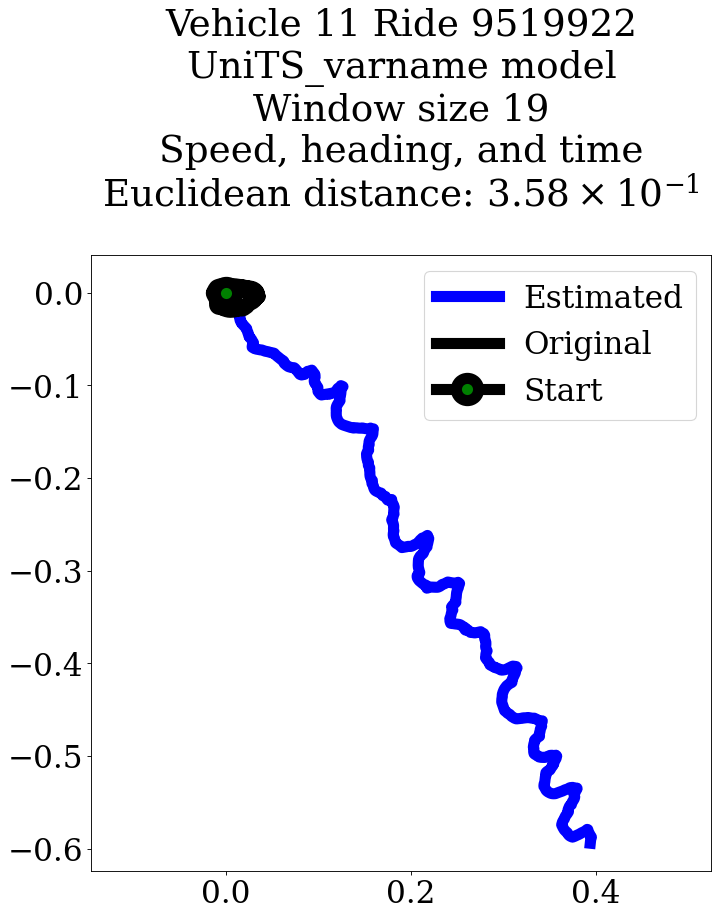 Vehicle 11 Ride 9519922
UniTS_varname model
Window size 19
Speed, heading, and time
Euclidean distance: 3.58 × 10⁻¹
Estimated
Original
Start
0.0
−0.1
−0.2
−0.3
−0.4
−0.5
−0.6
0.0 0.2 0.4